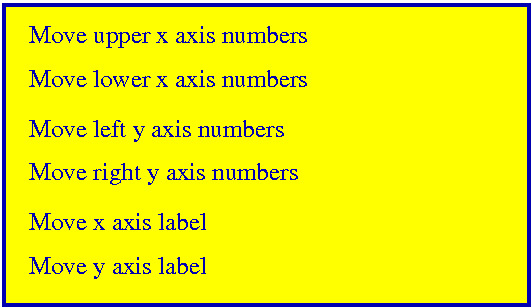 Move upper x axis numbers
Move lower x axis numbers
Move left y axis numbers
Move right y axis numbers
Move x axis label
Move y axis label